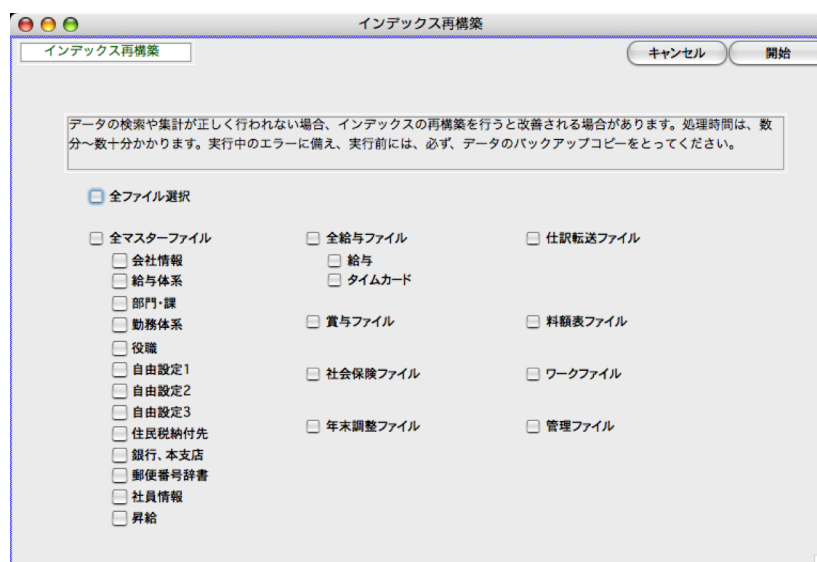 インデックス再構築
インデックス再構築
キャンセル
開始
データの検索や集計が正しく行われない場合、インデックスの再構築を行うと改善される場合があります。処理時間は、数
分〜数十分かかります。実行中のエラーに備え、実行前には、必ず、データのバックアップコピーをとってください。
全ファイル選択
全マスターファイル
会社情報
給与体系
部門・課
勤務体系
役職
自由設定1
自由設定2
自由設定3
住民税納付先
銀行、本支店
郵便番号辞書
社員情報
昇給
全給与ファイル
給与
タイムカード
賞与ファイル
社会保険ファイル
年末調整ファイル
仕訳転送ファイル
料額表ファイル
ワークファイル
管理ファイル